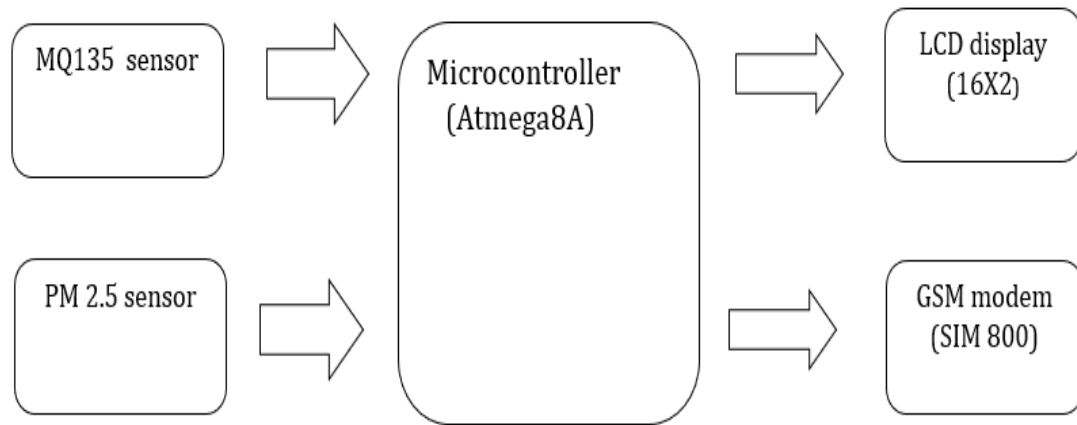 MQ135  sensor
Microcontroller
(Atmega8A)
LCD display
(16X2)
PM 2.5 sensor
GSM modem
(SIM 800)